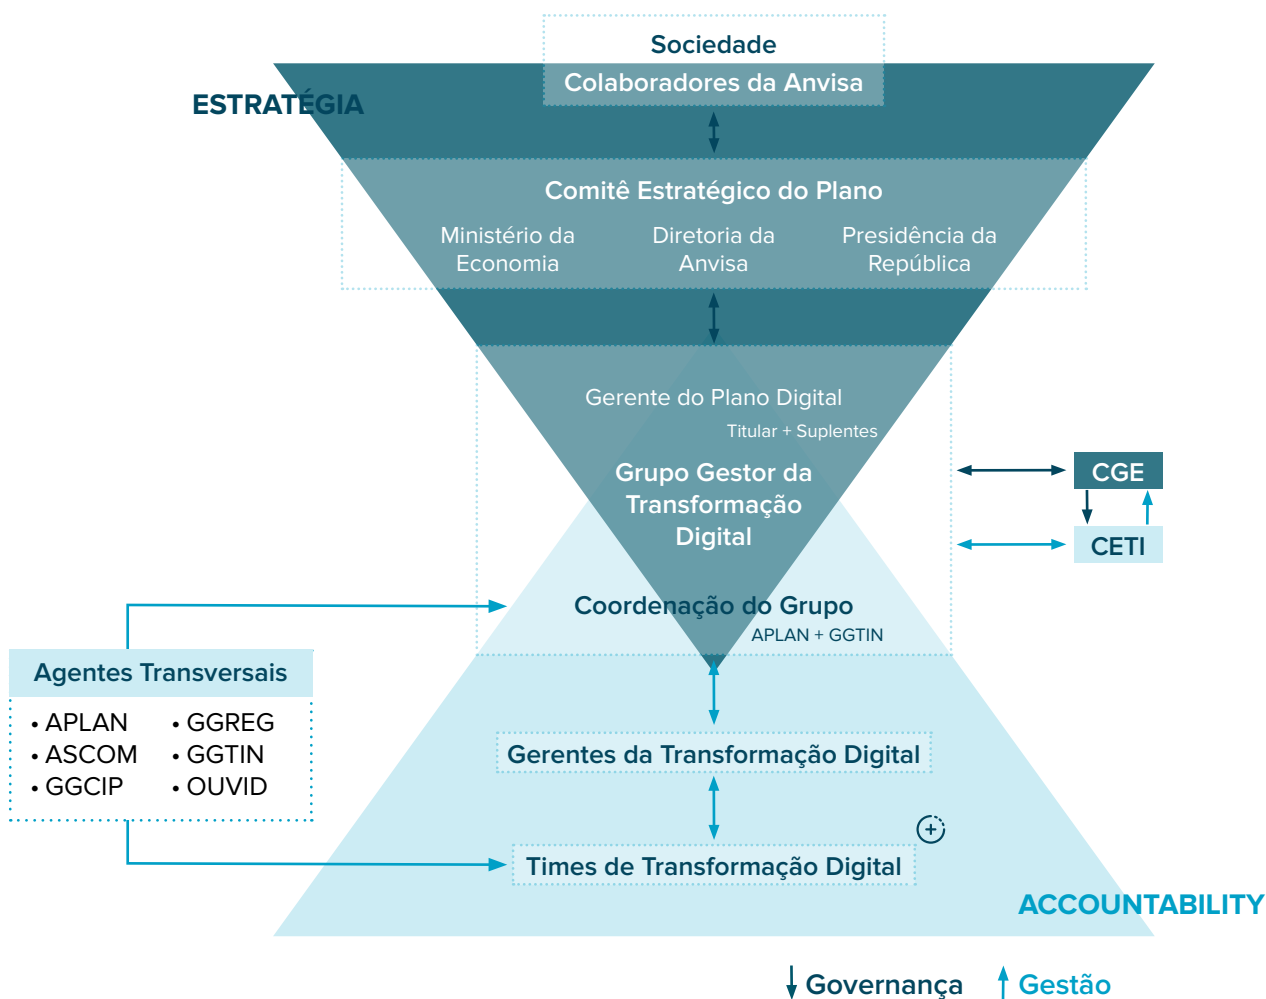 Sociedade
Colaboradores da Anvisa
ESTRATÉGIA
Comitê Estratégico do Plano
Ministério da
Economia
Diretoria da
Anvisa
Presidência da
República
Gerente do Plano Digital
Titular + Suplentes
Grupo Gestor da
Transformação
Digital
CGE
CETI
Coordenação do Grupo
APLAN + GGTIN
Agentes Transversais
• APLAN
• ASCOM
• GGCIP
• GGREG
• GGTIN
• OUVID
Gerentes da Transformação Digital
Times de Transformação Digital
ACCOUNTABILITY
Governança
Gestão